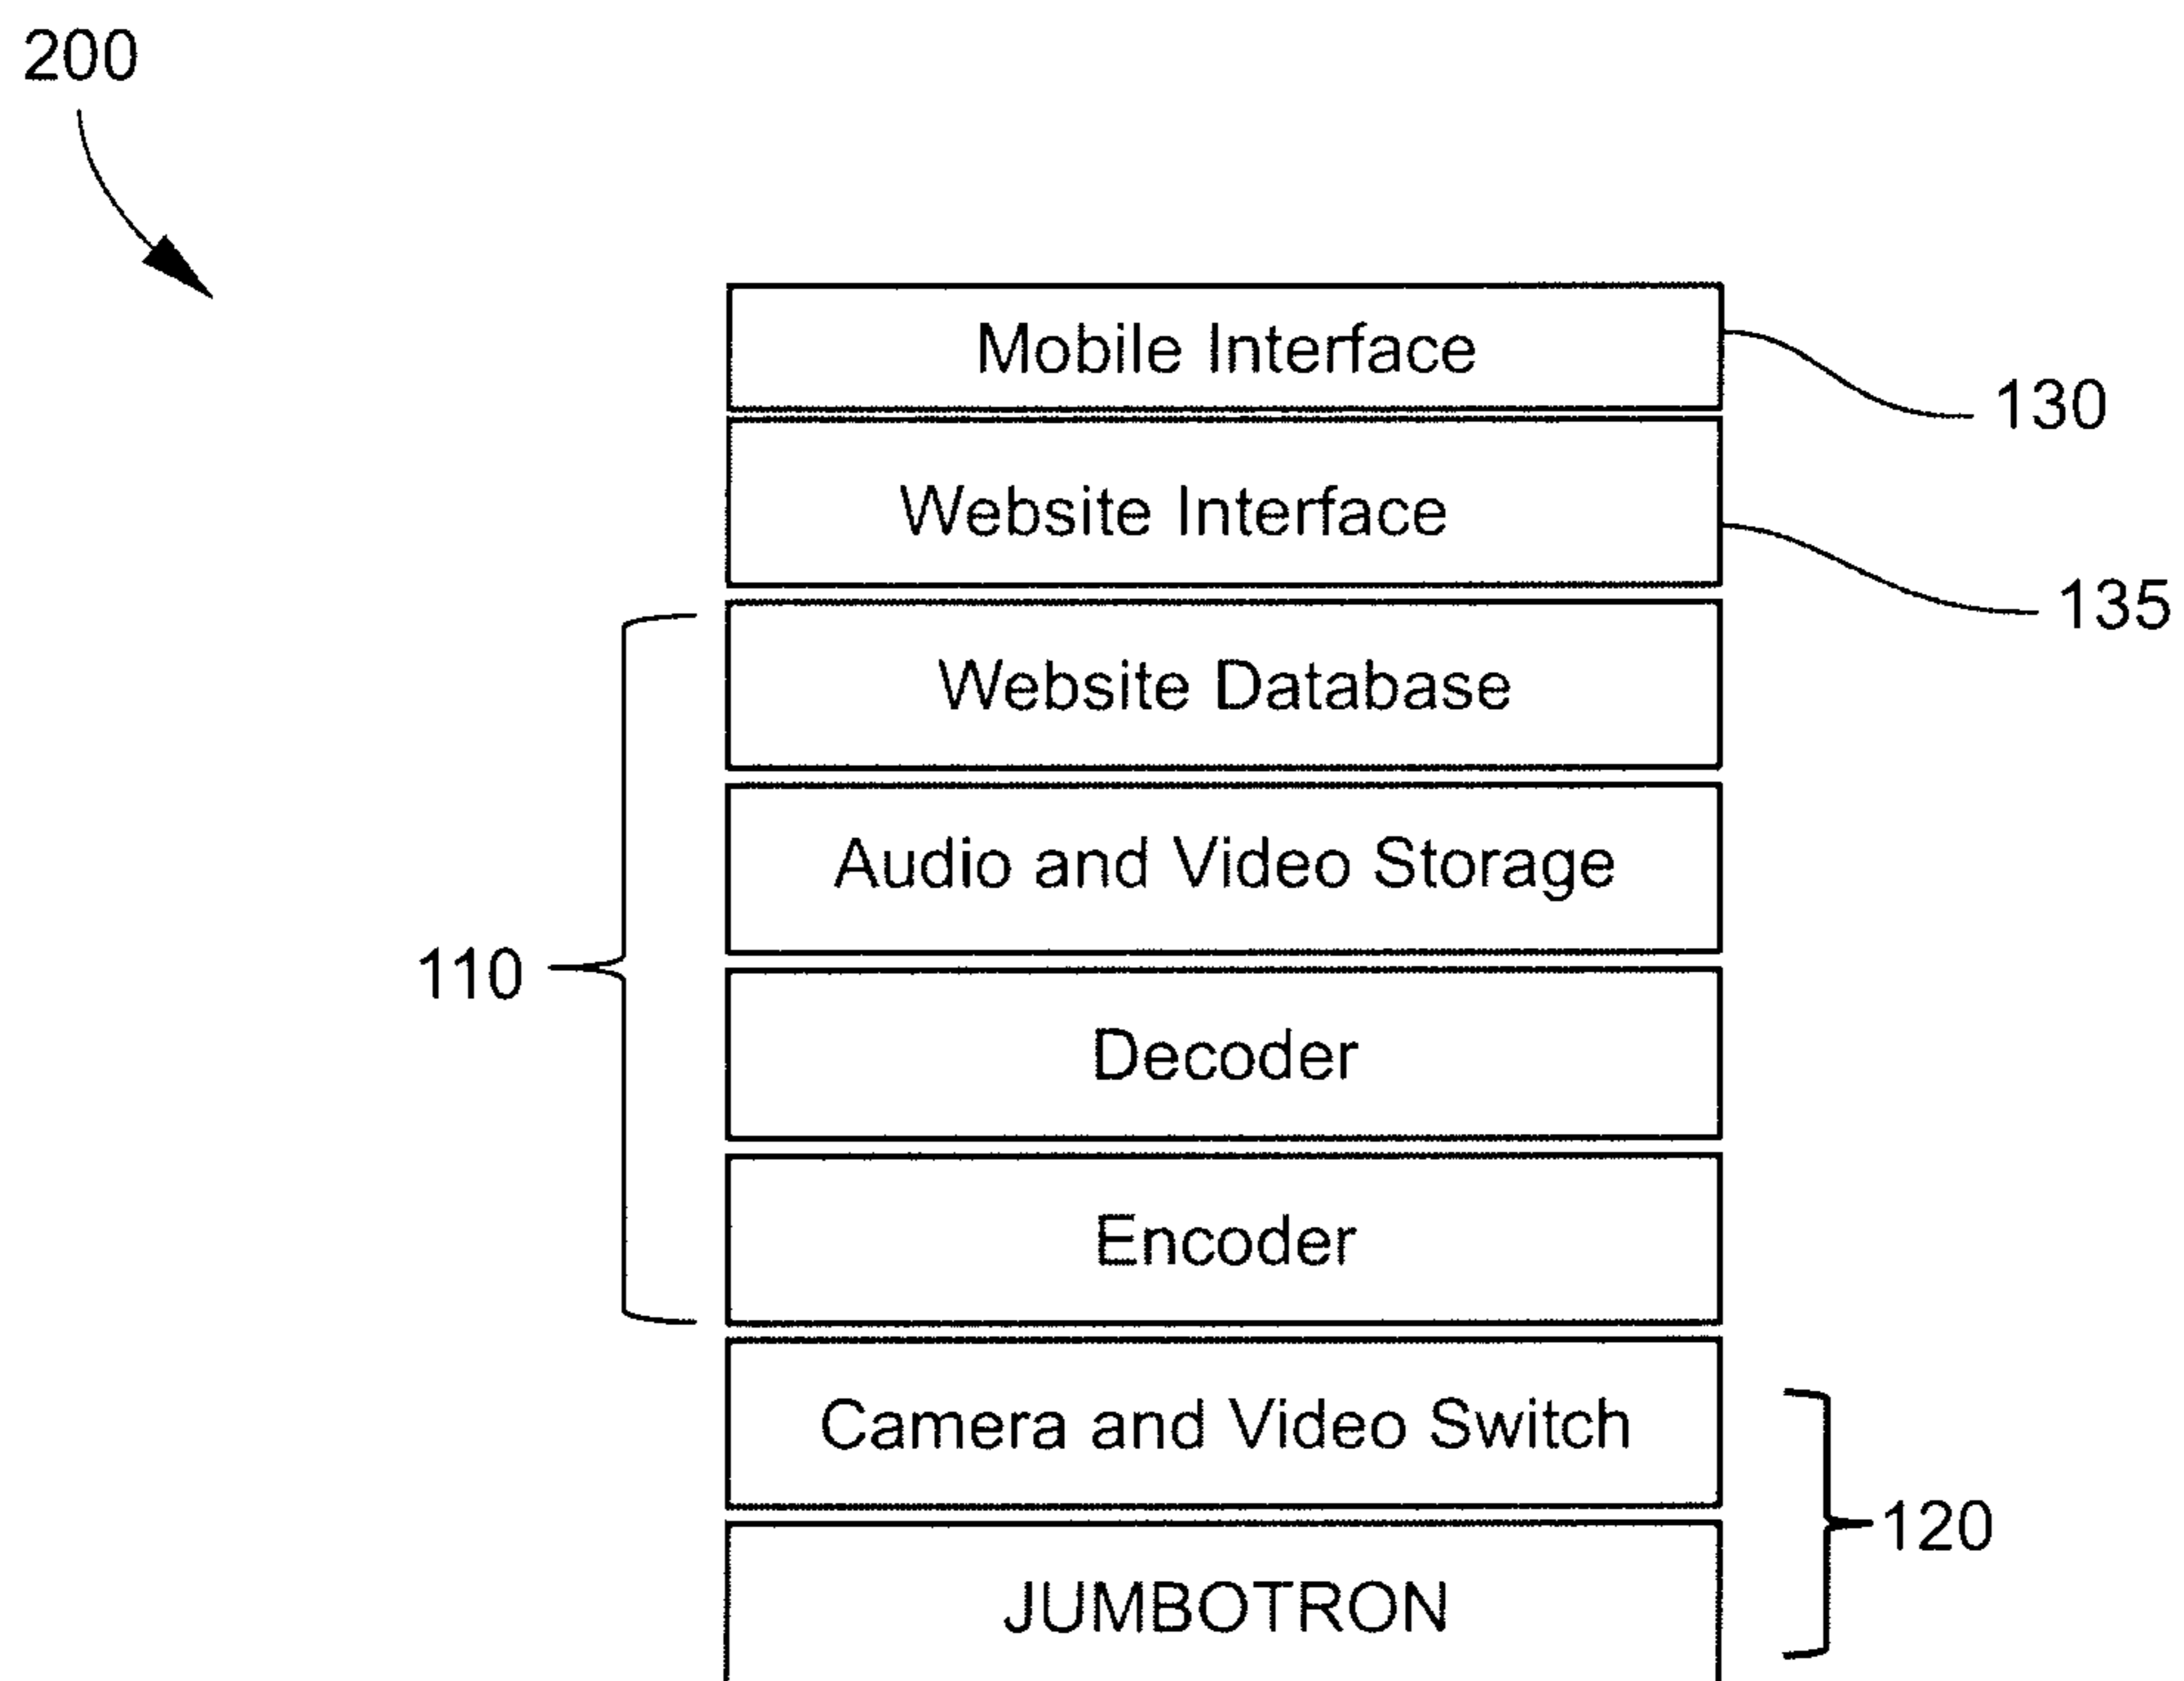 200
Mobile Interface
130
Website Interface
135
Website Database
Audio and Video Storage
110
Decoder
Encoder
Camera and Video Switch
120
JUMBOTRON